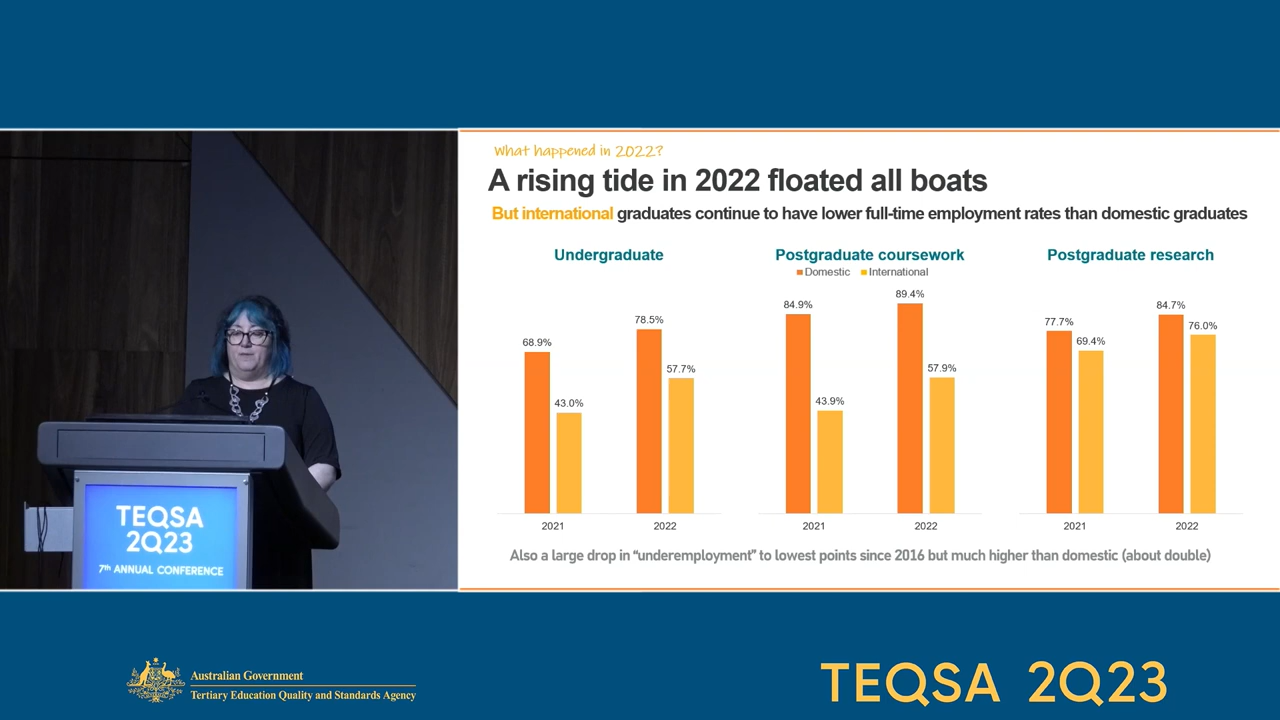 What happened in 2022?
A rising tide in 2022 floated all boats
But international graduates continue to have lower full-time employment rates than domestic graduates
Undergraduate
68.9%
43.0%
78.5%
57.7%
2021
2022
Postgraduate coursework
Domestic International
84.9%
43.9%
89.4%
57.9%
2021
2022
Postgraduate research
77.7%
69.4%
84.7%
76.0%
2021
2022
Also a large drop in “underemployment” to lowest points since 2016 but much higher than domestic (about double)
TEQSA
2Q23
7th ANNUAL CONFERENCE
Australian Government
Tertiary Education Quality and Standards Agency
TEQSA 2Q23